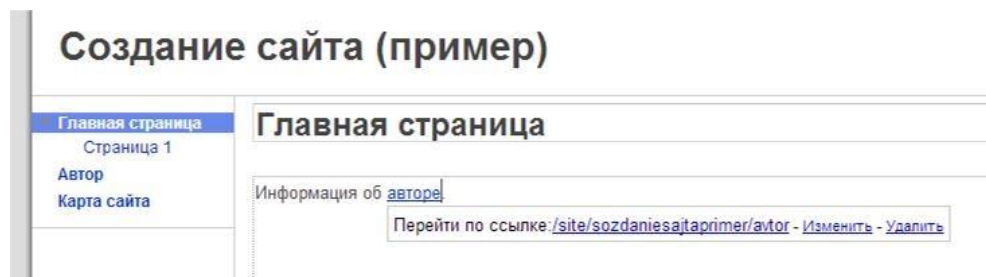 Создание сайта (пример)
Главная страница
Страница 1
Автор
Карта сайта
Главная страница
Информация об авторе.
Перейти по ссылке:/site/sozdaniesajtaprimer/avtor - Изменить - Удалить